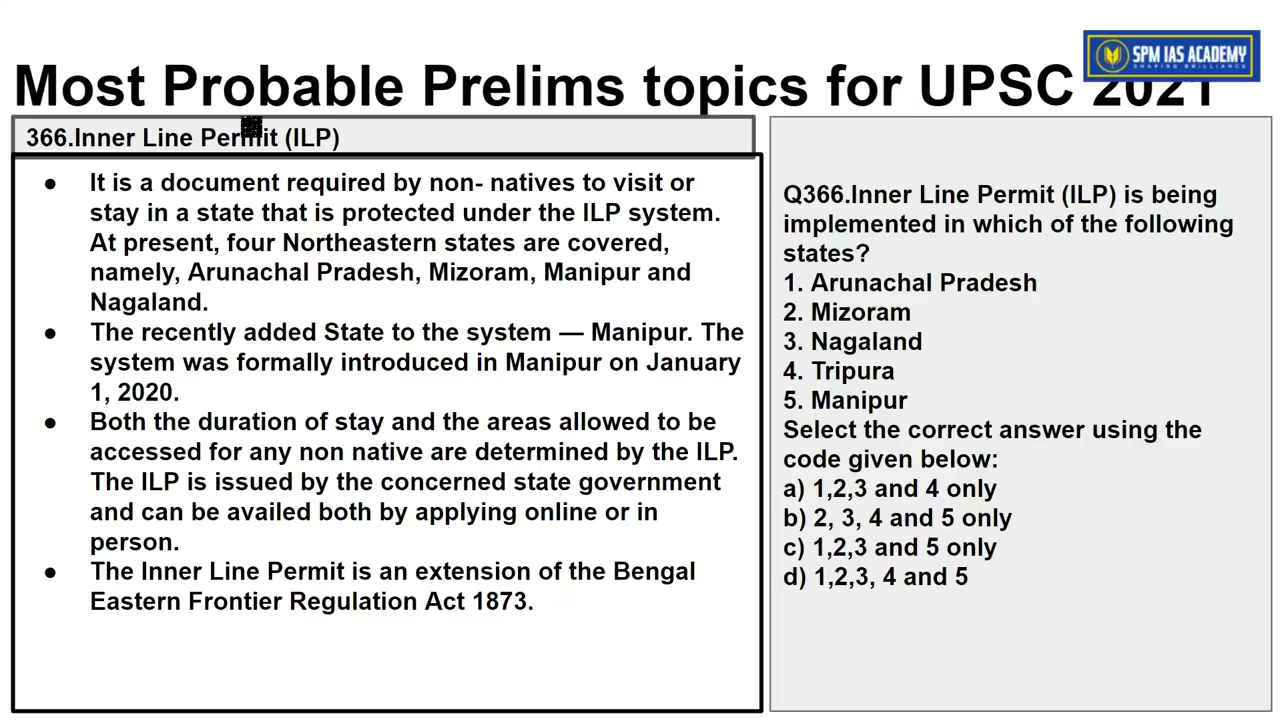 SPM IAS ACADEMY
SHARING BRILLIANCE
Most Probable Prelims topics for UPSC 2021
366.Inner Line Permit (ILP)
● It is a document required by non- natives to visit or
stay in a state that is protected under the ILP system.
At present, four Northeastern states are covered,
namely, Arunachal Pradesh, Mizoram, Manipur and
Nagaland.
● The recently added State to the system — Manipur. The
system was formally introduced in Manipur on January
1, 2020.
● Both the duration of stay and the areas allowed to be
accessed for any non native are determined by the ILP.
The ILP is issued by the concerned state government
and can be availed both by applying online or in
person.
● The Inner Line Permit is an extension of the Bengal
Eastern Frontier Regulation Act 1873.
Q366.Inner Line Permit (ILP) is being
implemented in which of the following
states?
1. Arunachal Pradesh
2. Mizoram
3. Nagaland
4. Tripura
5. Manipur
Select the correct answer using the
code given below:
a) 1,2,3 and 4 only
b) 2, 3, 4 and 5 only
c) 1,2,3 and 5 only
d) 1,2,3, 4 and 5